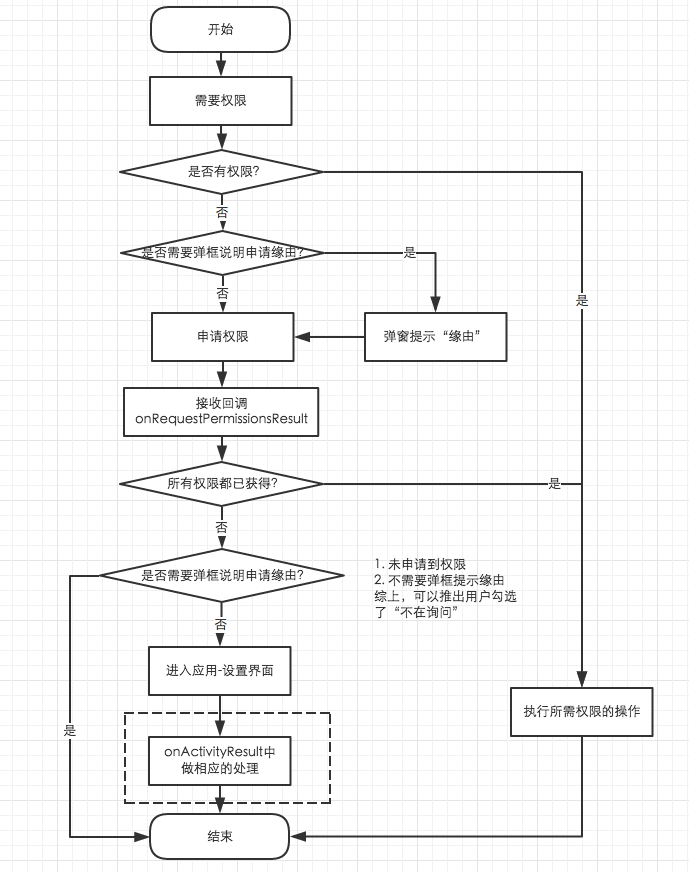 开始
需要权限
是否有权限?
否
是否需要弹框说明申请缘由?
是
否
是
申请权限
弹窗提示“缘由”
接收回调
onRequestPermissionsResult
所有权限都已获得?
是
否
是否需要弹框说明申请缘由?
1. 未申请到权限
2. 不需要弹框提示缘由
综上，可以推出用户勾选
了“不在询问”
否
进入应用-设置界面
执行所需权限的操作
是
onActivityResult中
做相应的处理
结束